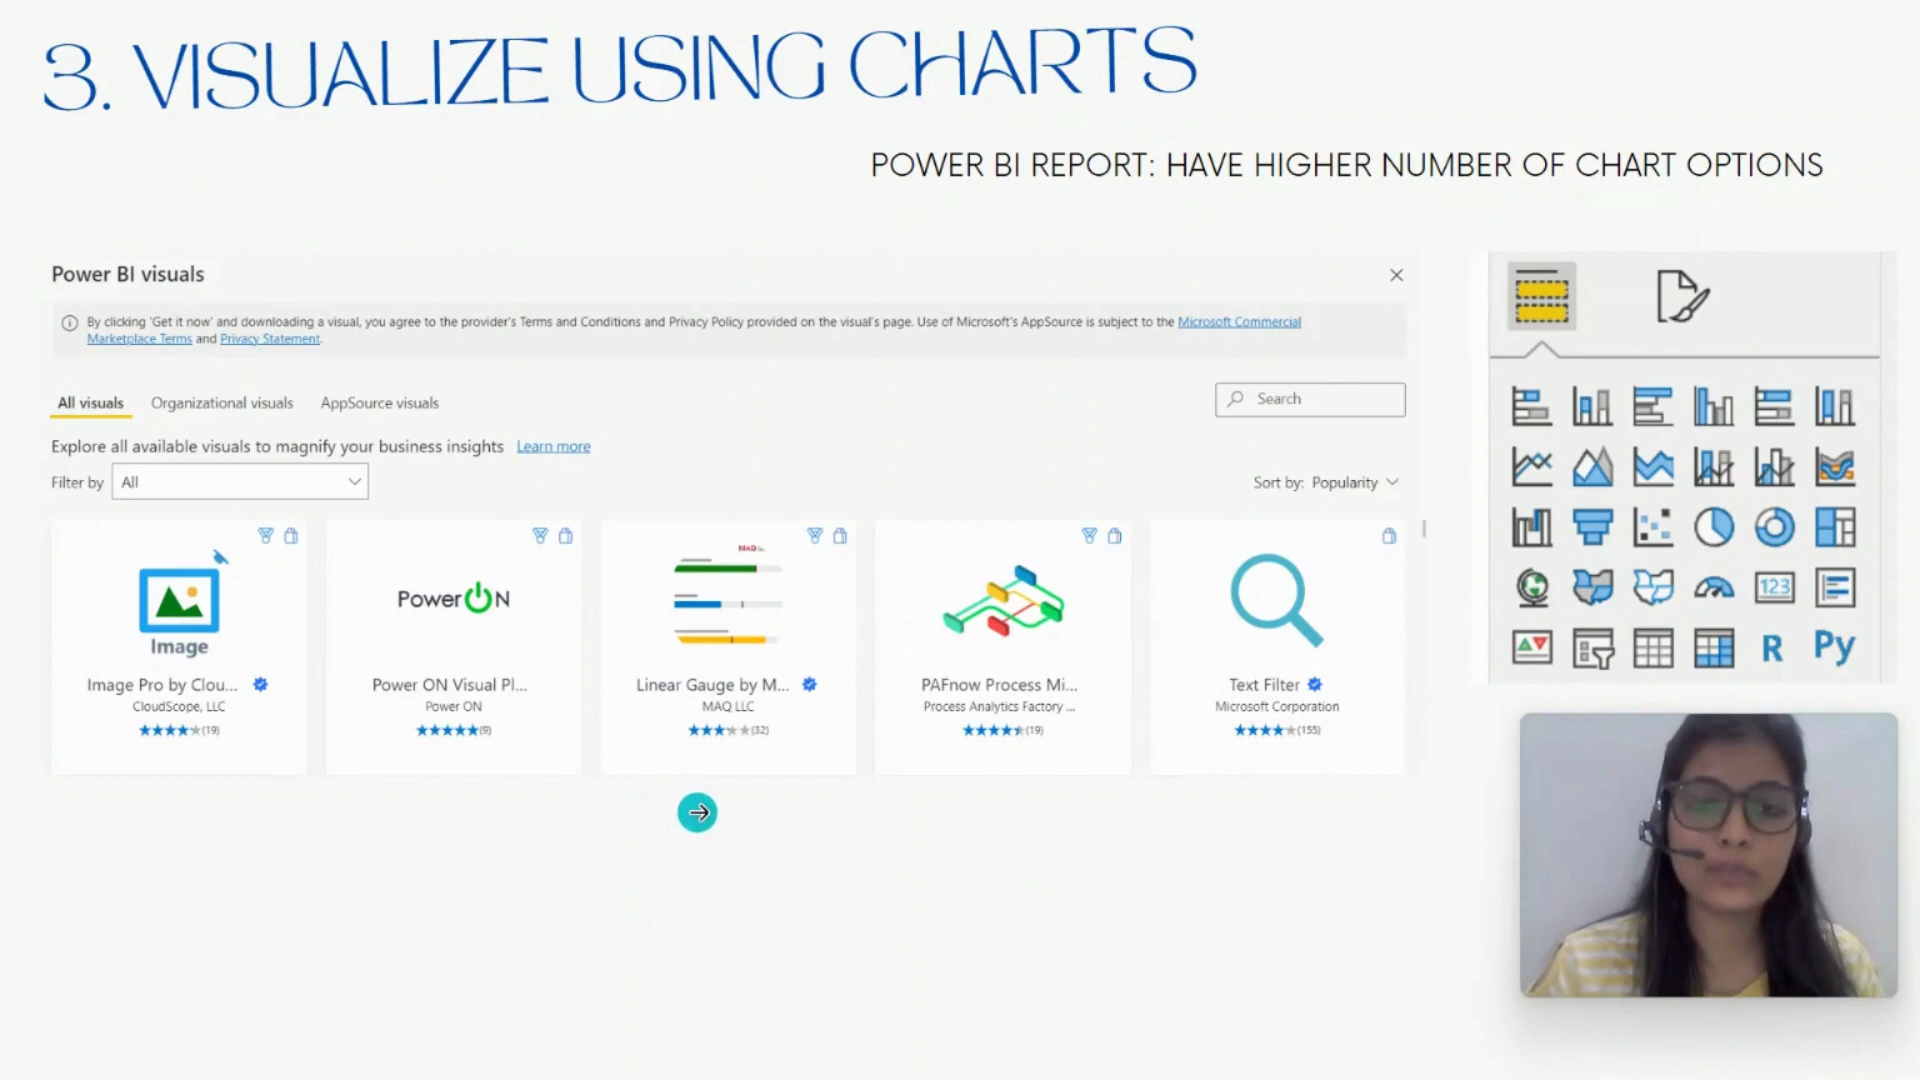 3. VISUALIZE USING CHARTS
POWER BI REPORT: HAVE HIGHER NUMBER OF CHART OPTIONS
Power BI visuals
By clicking 'Get it now' and downloading a visual, you agree to the provider's Terms and Conditions and Privacy Policy provided on the visual's page. Use of Microsoft's AppSource is subject to the Microsoft Commercial
Marketplace Terms and Privacy Statement.
All visuals Organizational visuals AppSource visuals
Search
Explore all available visuals to magnify your business insights Learn more
Filter by All
Sort by: Popularity
Image
PowerON
MAQ
Image Pro by Clou...
CloudScope, LLC
(19)
Power ON Visual Pl...
Power ON
(9)
Linear Gauge by M...
MAQ LLC
(32)
PAFnow Process Mi...
Process Analytics Factory ...
(19)
Text Filter
Microsoft Corporation
(155)
123
R Py